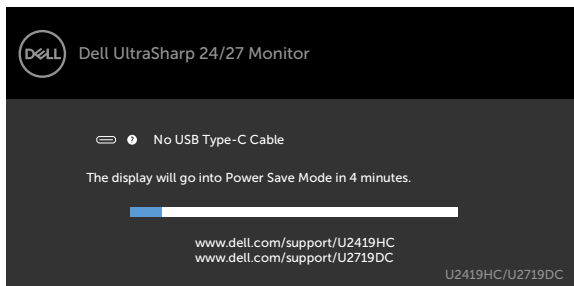 DELL Dell UltraSharp 24/27 Monitor
? No USB Type-C Cable
The display will go into Power Save Mode in 4 minutes.
www.dell.com/support/U2419HC
www.dell.com/support/U2719DC
U2419HC/U2719DC